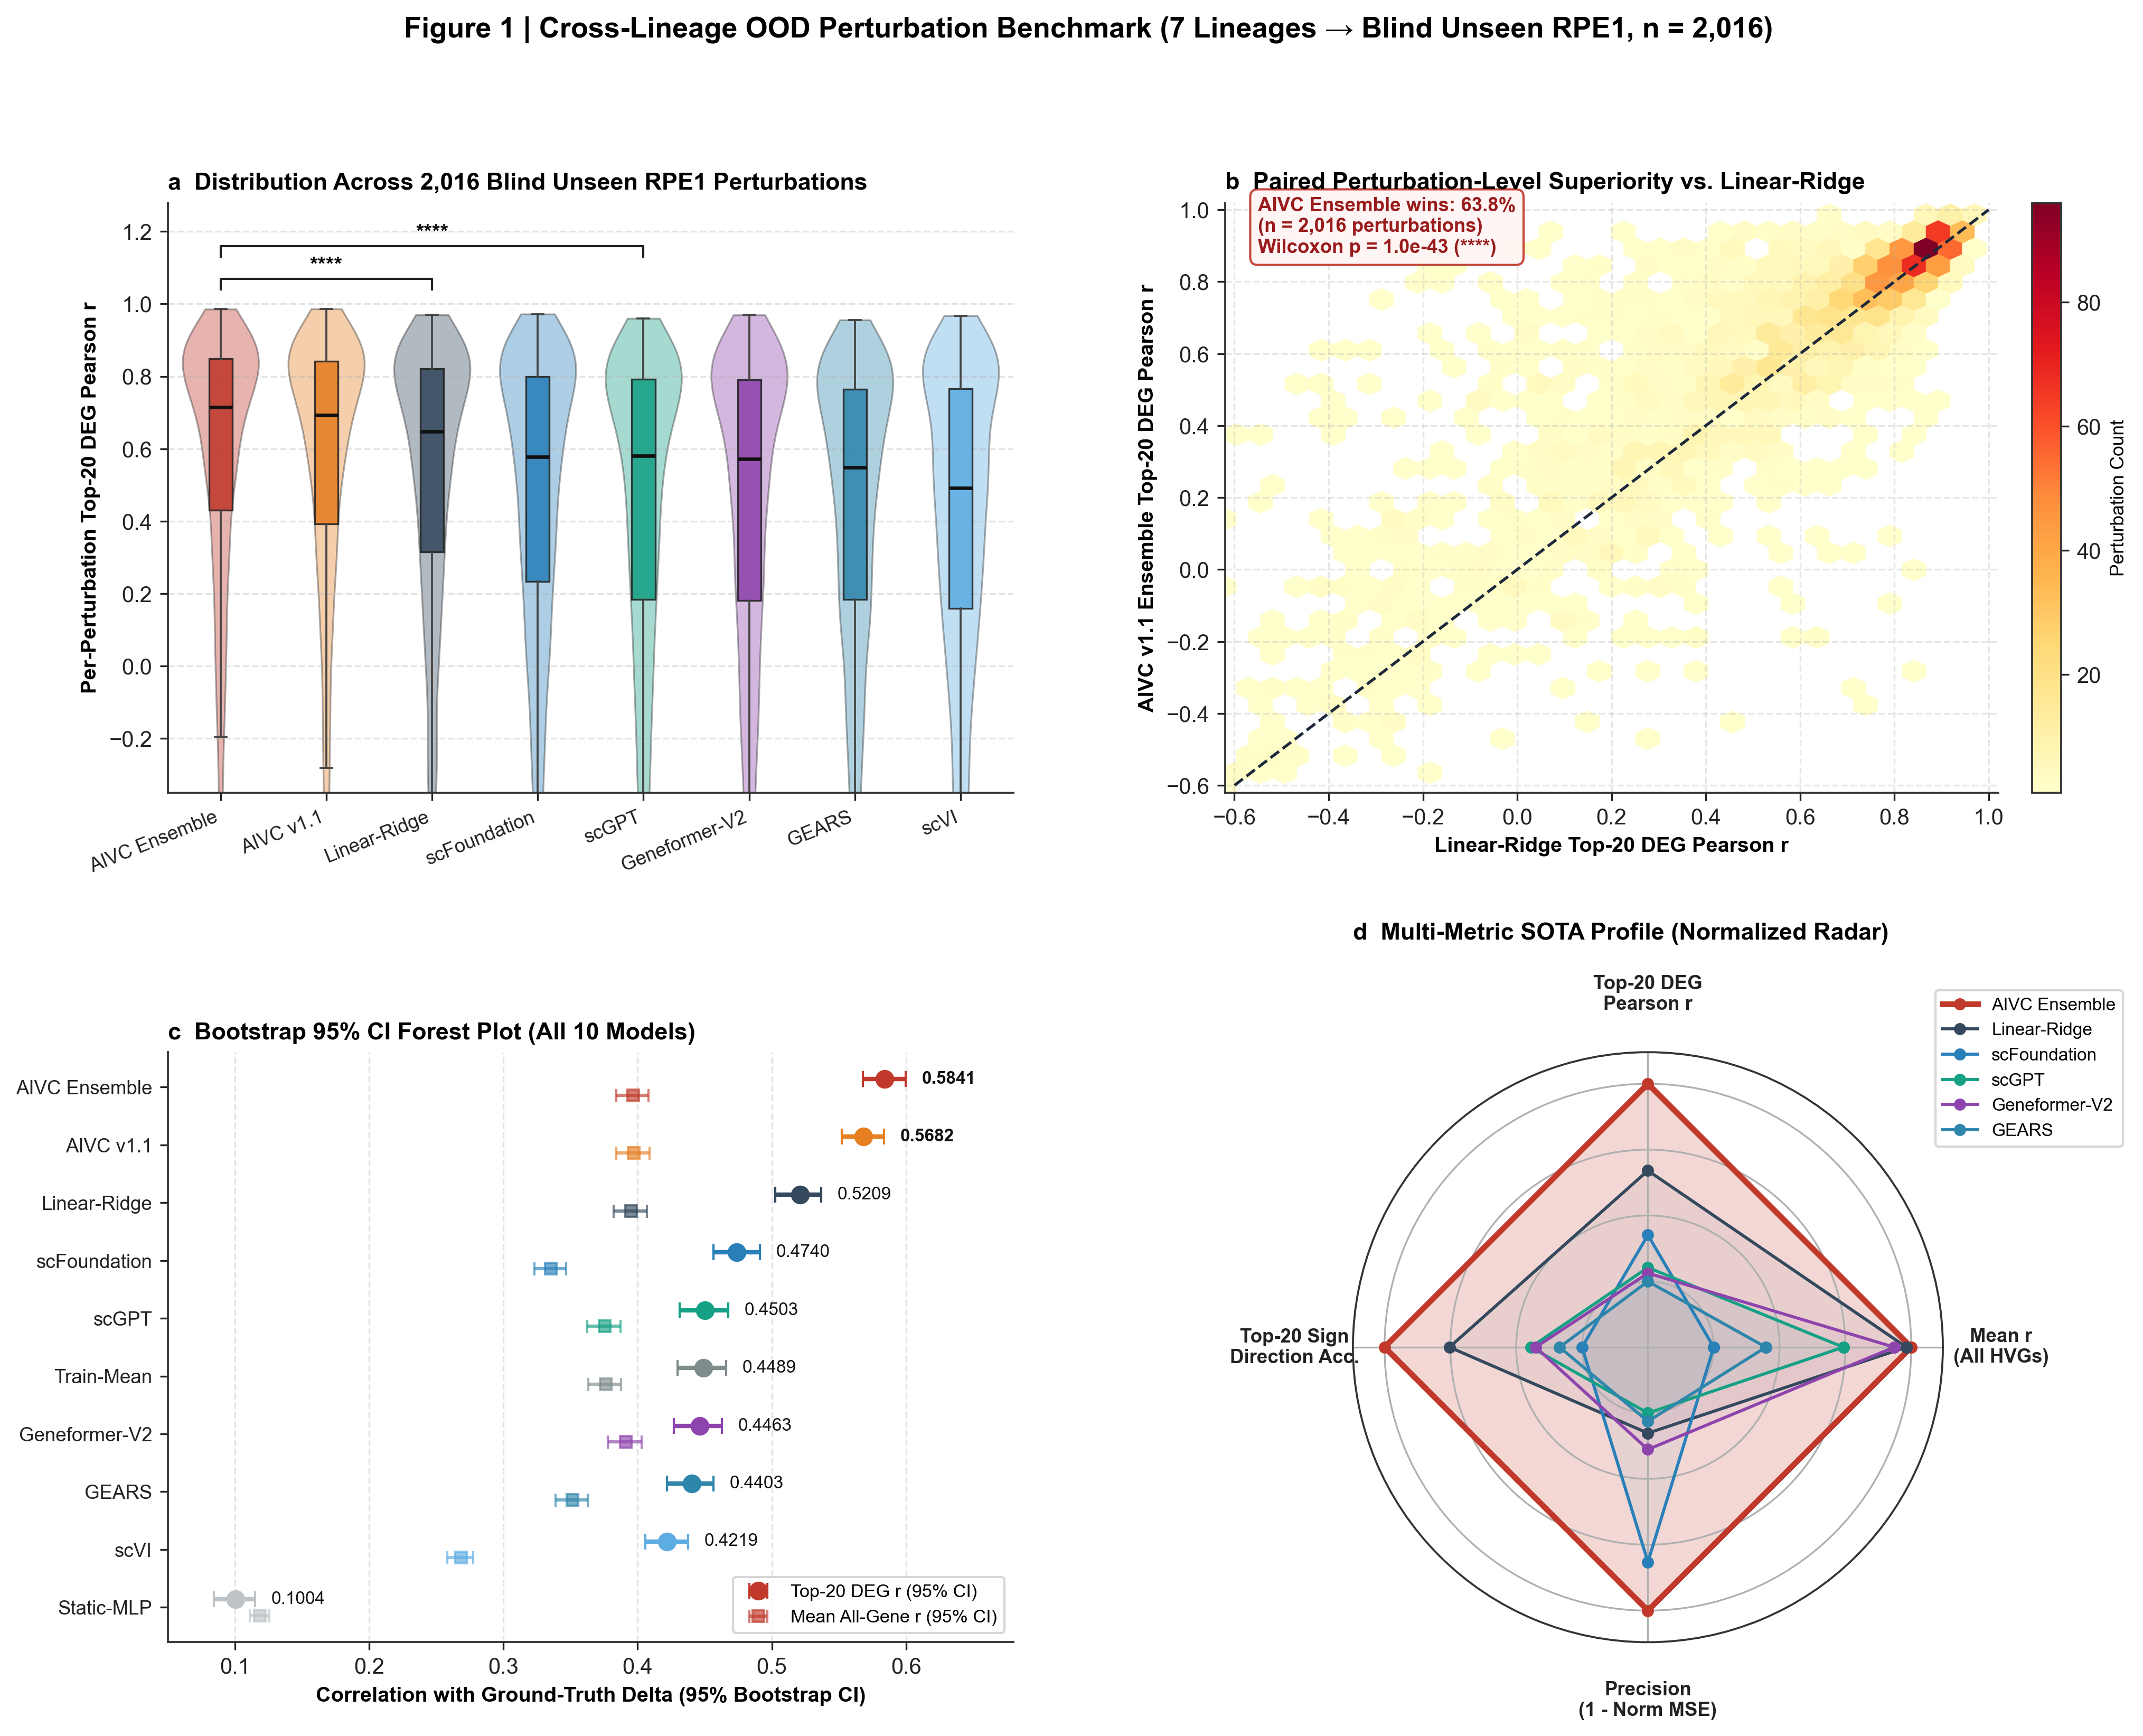 Figure 1 | Cross-Lineage OOD Perturbation Benchmark (7 Lineages → Blind Unseen RPE1, n = 2,016)
a Distribution Across 2,016 Blind Unseen RPE1 Perturbations
Per-Perturbation Top-20 DEG Pearson r
1.2
1.0
0.8
0.6
0.4
0.2
0.0
−0.2
****
****
AIVC Ensemble
AIVC v1.1
Linear-Ridge
scFoundation
scGPT
Geneformer-V2
GEARS
scVI
b Paired Perturbation-Level Superiority vs. Linear-Ridge
AIVC Ensemble wins: 63.8%
(n = 2,016 perturbations)
Wilcoxon p = 1.0e-43 (****)
AIVC v1.1 Ensemble Top-20 DEG Pearson r
1.0
0.8
0.6
0.4
0.2
0.0
−0.2
−0.4
−0.6
−0.6
−0.4
−0.2
0.0
0.2
0.4
0.6
0.8
1.0
Linear-Ridge Top-20 DEG Pearson r
80
60
40
20
Perturbation Count
c Bootstrap 95% CI Forest Plot (All 10 Models)
AIVC Ensemble
0.5841
AIVC v1.1
0.5682
Linear-Ridge
0.5209
scFoundation
0.4740
scGPT
0.4503
Train-Mean
0.4489
Geneformer-V2
0.4463
GEARS
0.4403
scVI
0.4219
Static-MLP
0.1004
Top-20 DEG r (95% CI)
Mean All-Gene r (95% CI)
0.1
0.2
0.3
0.4
0.5
0.6
Correlation with Ground-Truth Delta (95% Bootstrap CI)
d Multi-Metric SOTA Profile (Normalized Radar)
Top-20 DEG
Pearson r
AIVC Ensemble
Linear-Ridge
scFoundation
scGPT
Geneformer-V2
GEARS
Top-20 Sign
Direction Acc.
Mean r
(All HVGs)
Precision
(1 - Norm MSE)